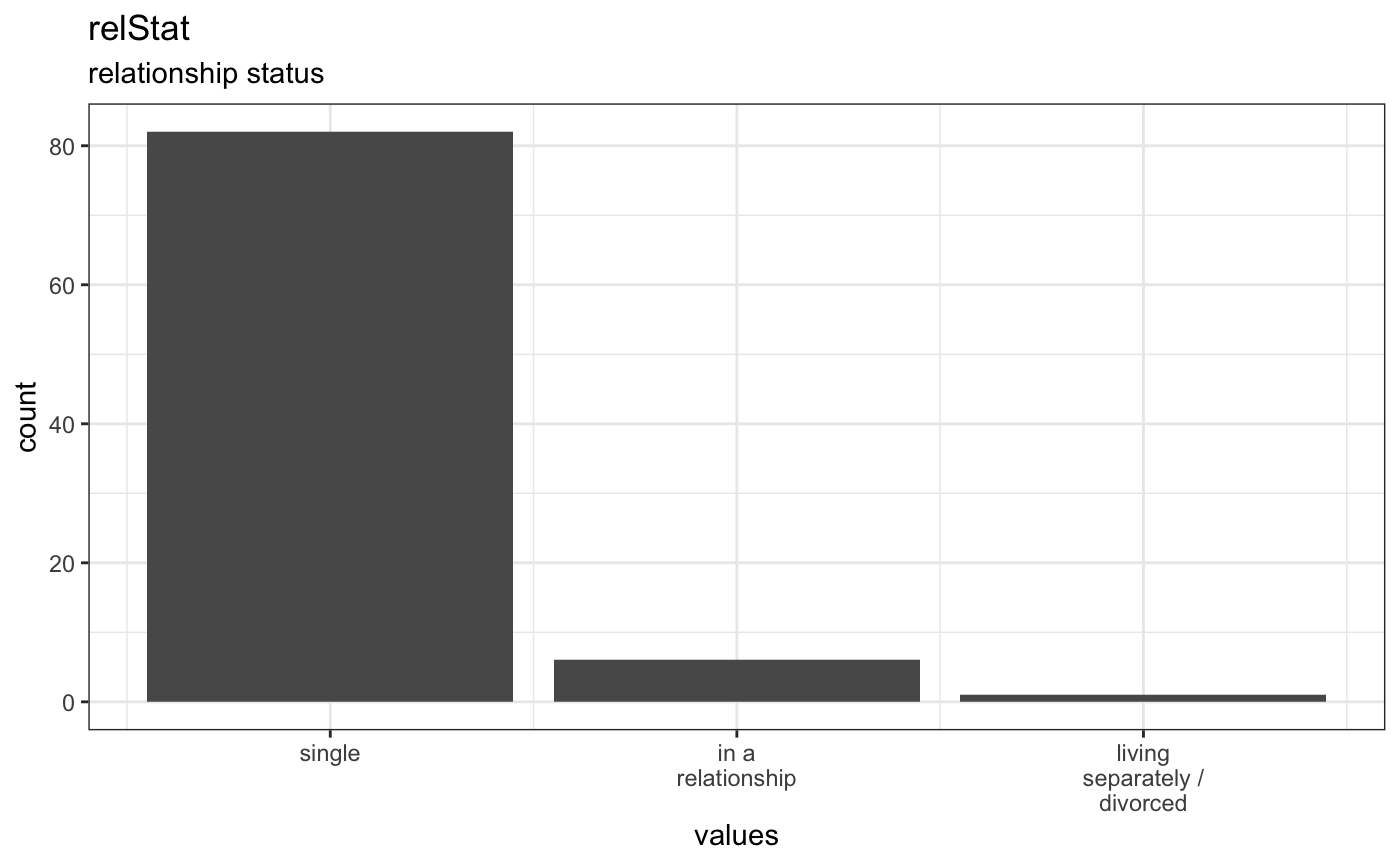 relStat
relationship status
count
80
60
40
20
0
single
in a
relationship
living
separately /
divorced
values